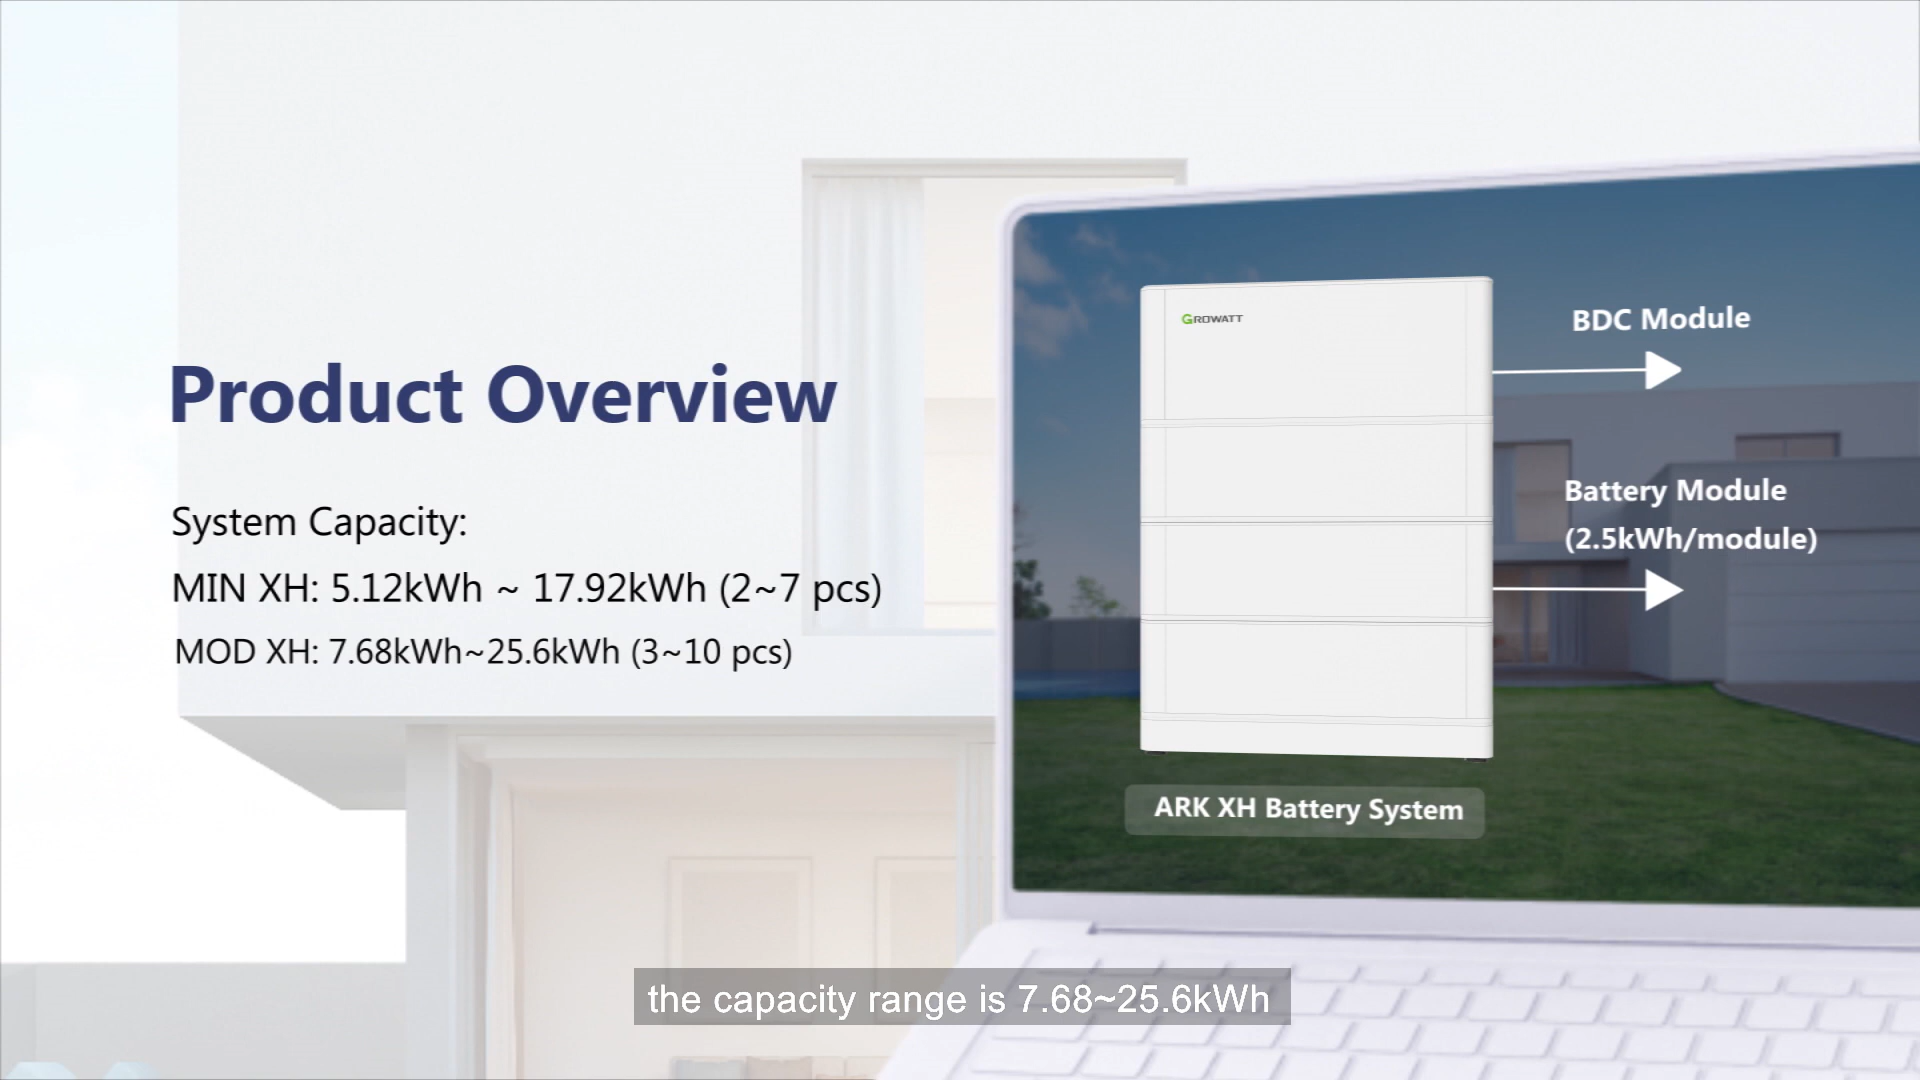 Product Overview
System Capacity:
MIN XH: 5.12kWh ~ 17.92kWh (2~7 pcs)
MOD XH: 7.68kWh~25.6kWh (3~10 pcs)
GROWATT
BDC Module
Battery Module
(2.5kWh/module)
ARK XH Battery System
the capacity range is 7.68~25.6kWh